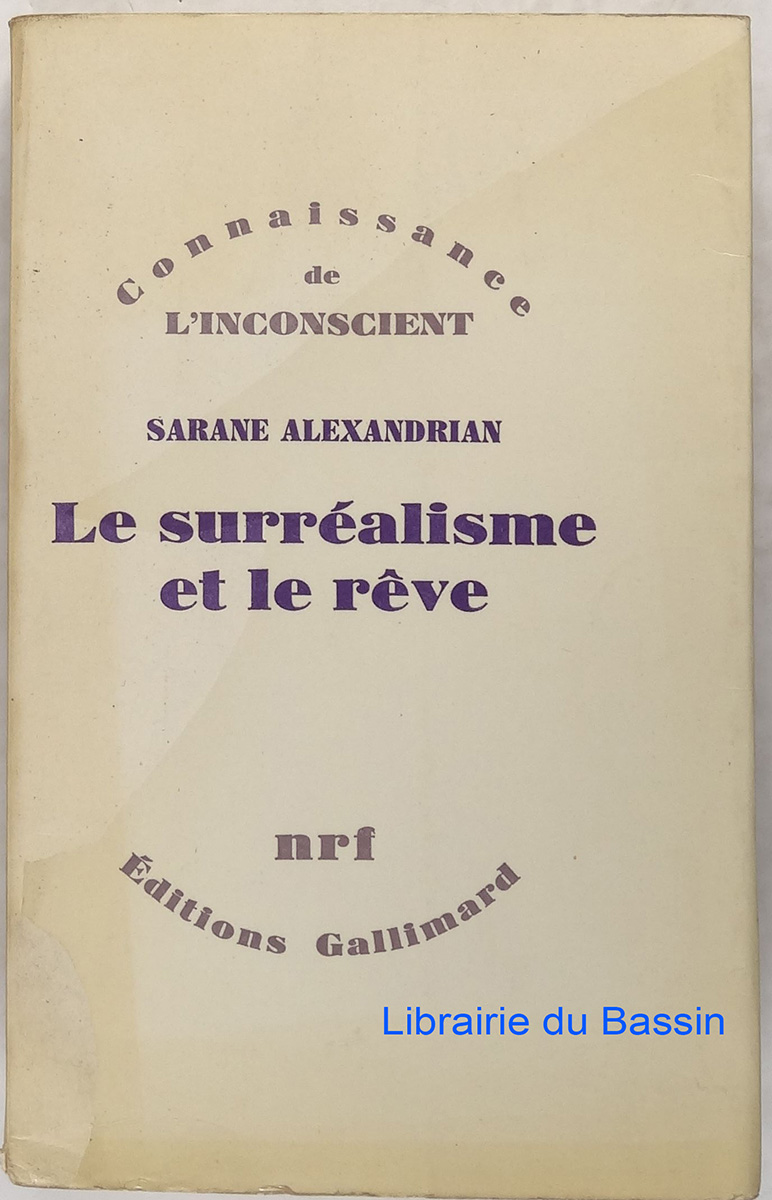 Connaissance
de
L'INCONSCIENT
SARANE ALEXANDRIAN
Le surréalisme
et le rêve
nrf
Éditions Gallimard
Librairie du Bassin